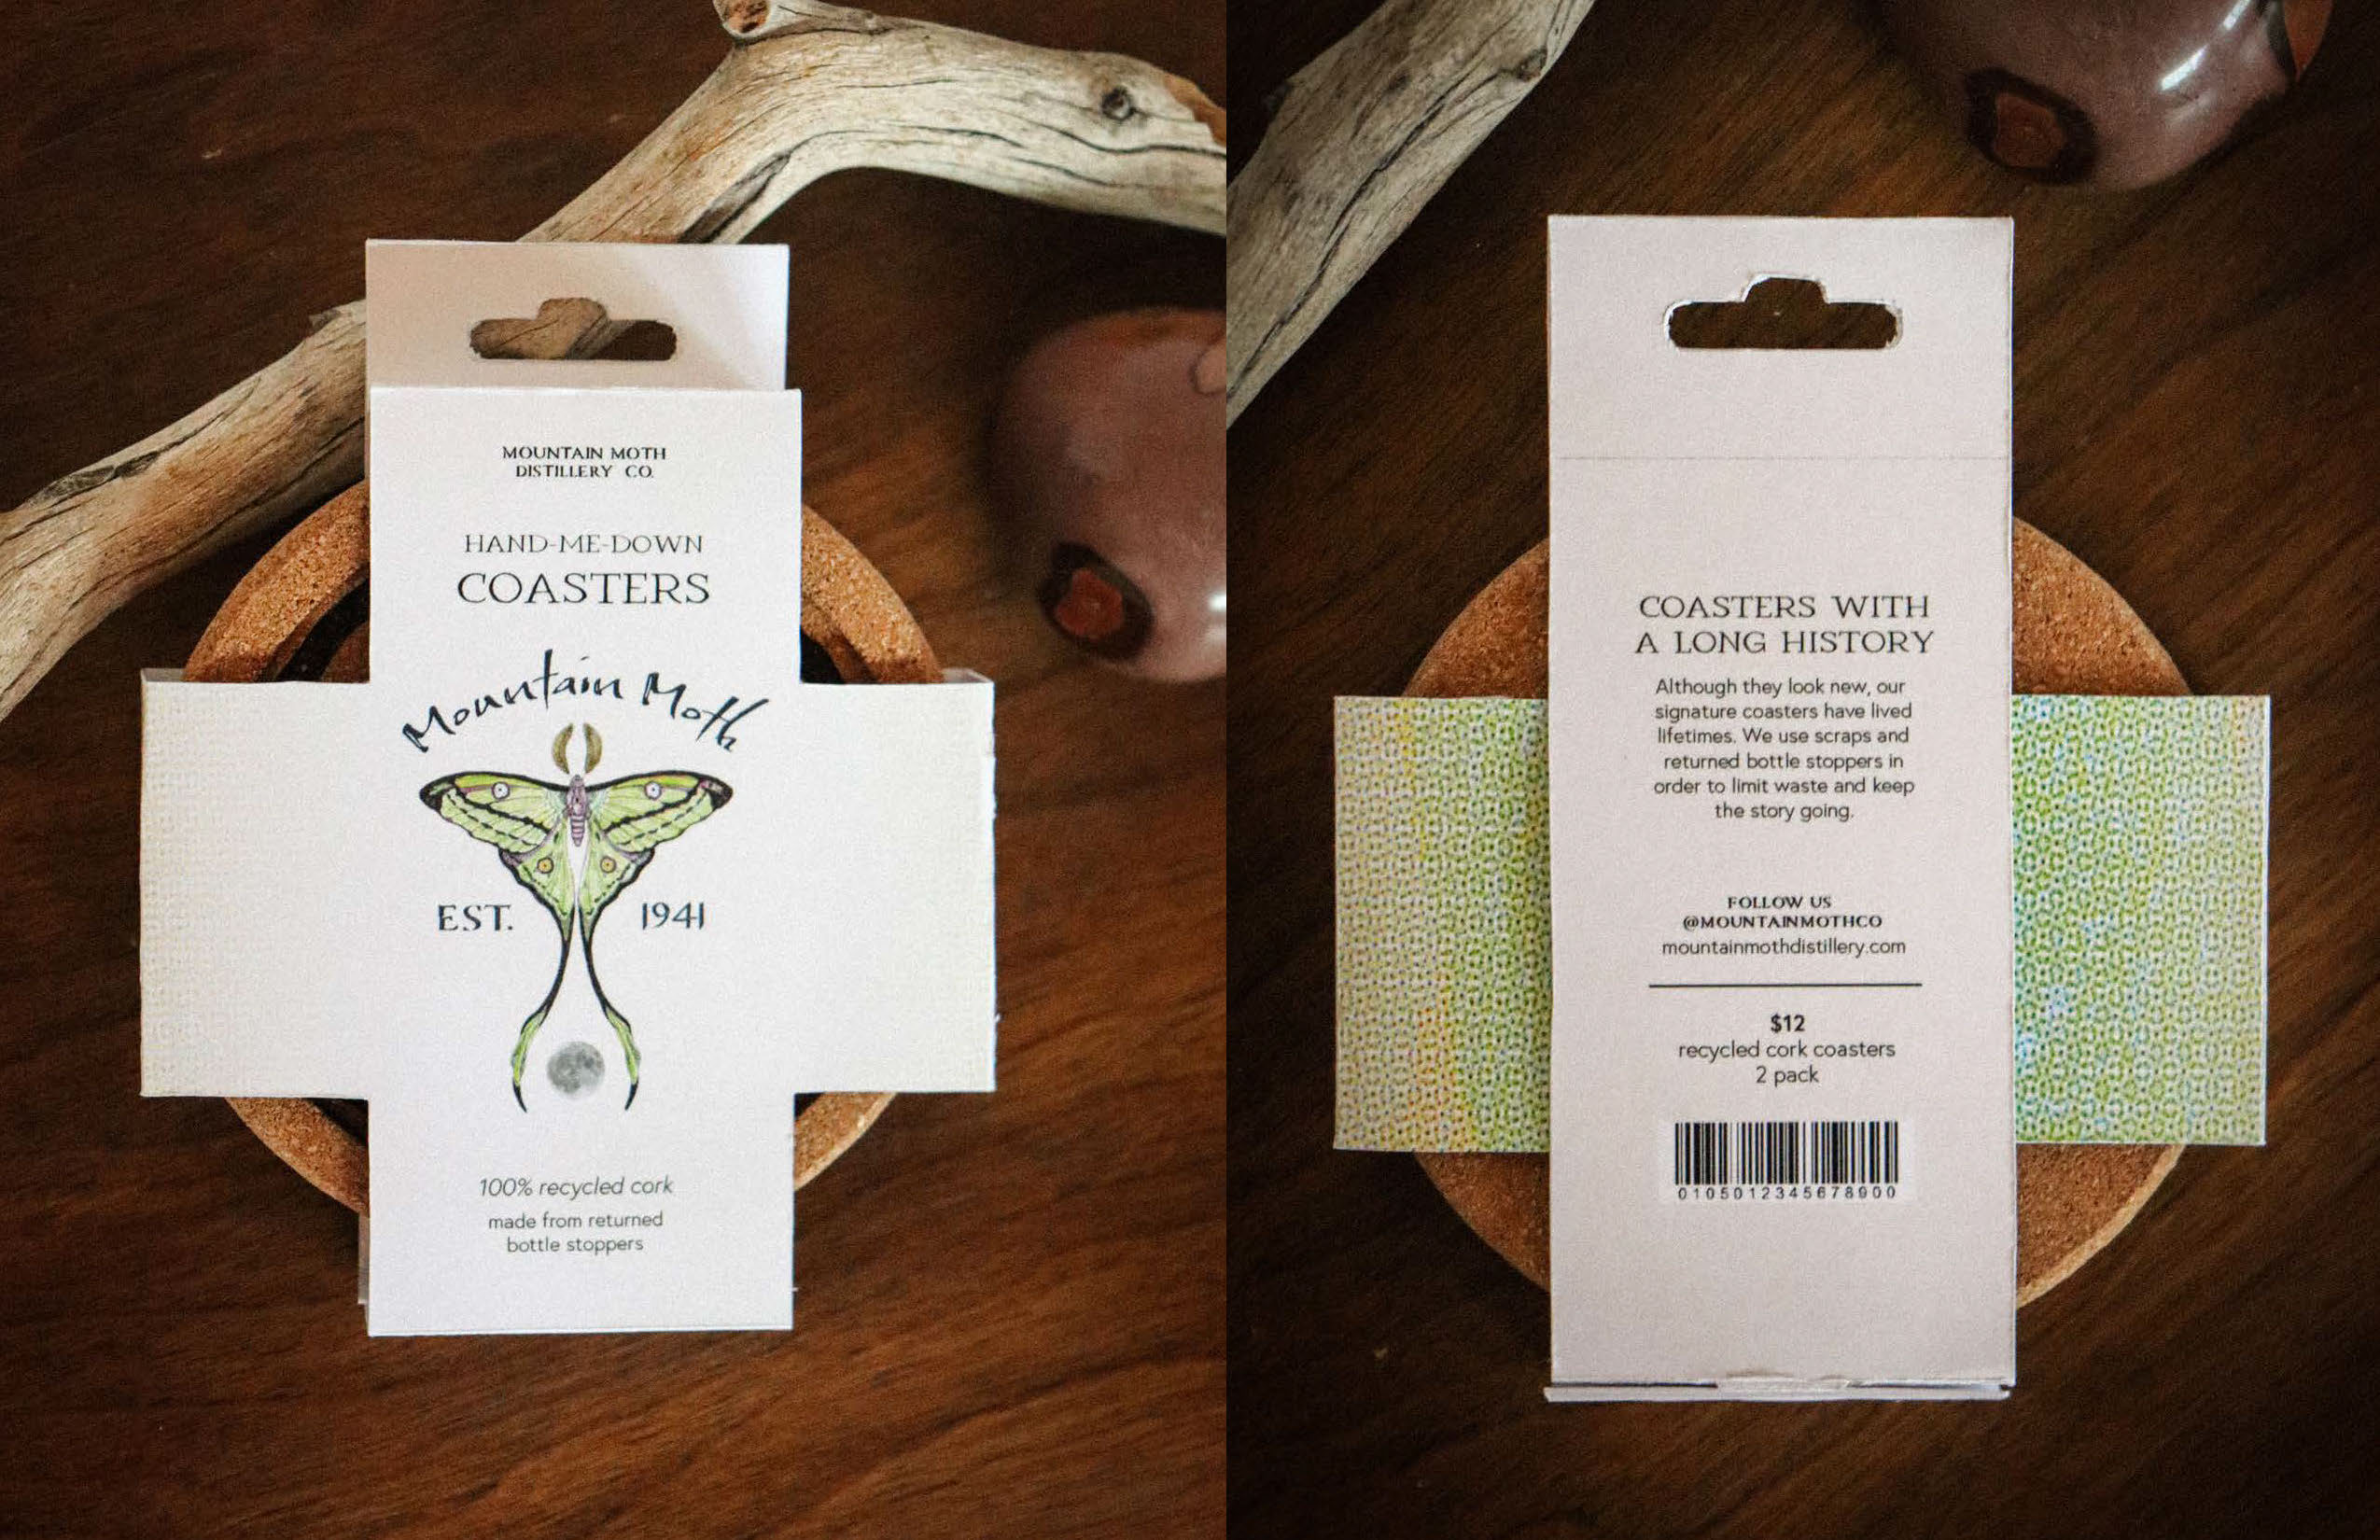 MOUNTAIN MOTH
DISTILLERY CO.
HAND-ME-DOWN
COASTERS
Mountain Moth
EST. 1941
100% recycled cork
made from returned
bottle stoppers
COASTERS WITH
A LONG HISTORY
Although they look new, our
signature coasters have lived
lifetimes. We use scraps and
returned bottle stoppers in
order to limit waste and keep
the story going.
FOLLOW US
@MOUNTAINMOTHCO
mountainmothdistillery.com
$12
recycled cork coasters
2 pack
0105012345678900